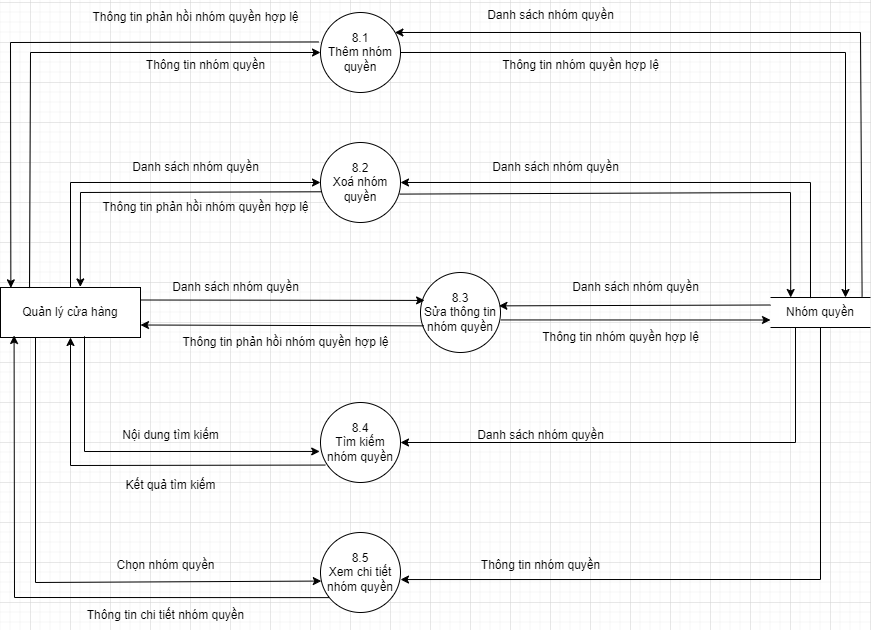 Thông tin phản hồi nhóm quyền hợp lệ
Danh sách nhóm quyền
8.1
Thêm nhóm
quyền
Thông tin nhóm quyền
Thông tin nhóm quyền hợp lệ
8.2
Xoá nhóm
quyền
Danh sách nhóm quyền
Danh sách nhóm quyền
Thông tin phản hồi nhóm quyền hợp lệ
Danh sách nhóm quyền
8.3
Sửa thông tin
nhóm quyền
Danh sách nhóm quyền
Quản lý cửa hàng
Nhóm quyền
Thông tin phản hồi nhóm quyền hợp lệ
Thông tin nhóm quyền hợp lệ
Nội dung tìm kiếm
8.4
Tìm kiếm
nhóm quyền
Danh sách nhóm quyền
Kết quả tìm kiếm
Chọn nhóm quyền
8.5
Xem chi tiết
nhóm quyền
Thông tin nhóm quyền
Thông tin chi tiết nhóm quyền